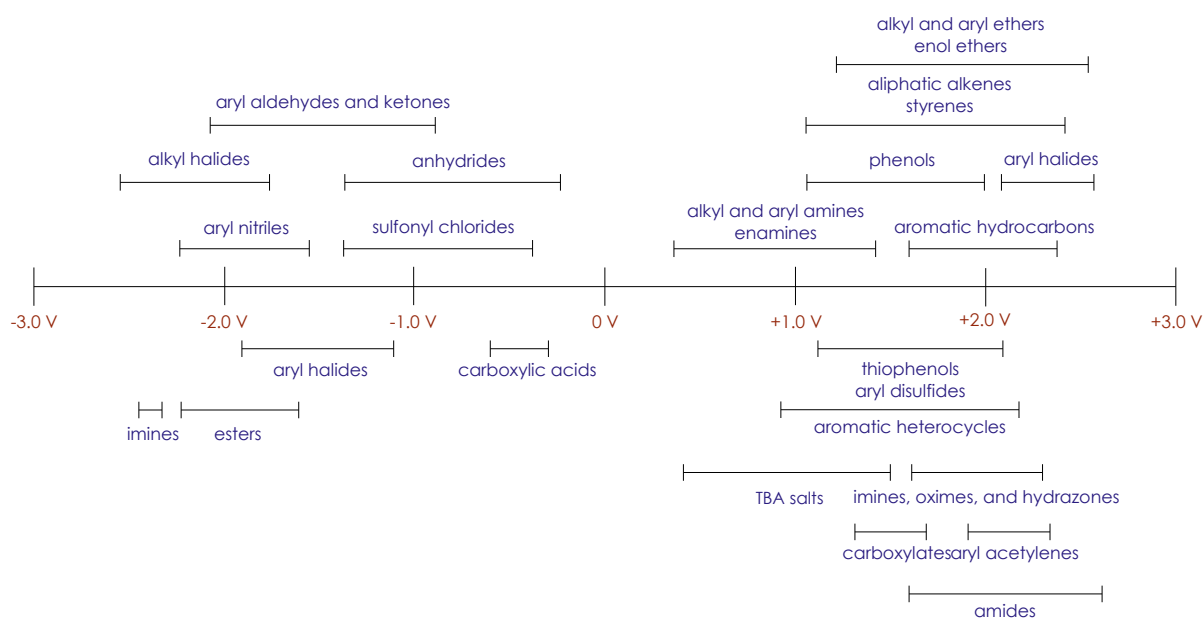 alkyl and aryl ethers
enol ethers
aliphatic alkenes
styrenes
aryl aldehydes and ketones
alkyl halides
anhydrides
phenols
aryl halides
alkyl and aryl amines
enamines
aryl nitriles
sulfonyl chlorides
aromatic hydrocarbons
-3.0 V
-2.0 V
-1.0 V
0 V
+1.0 V
+2.0 V
+3.0 V
aryl halides
carboxylic acids
thiophenols
aryl disulfides
imines
esters
aromatic heterocycles
TBA salts
imines, oximes, and hydrazones
carboxylates
aryl acetylenes
amides